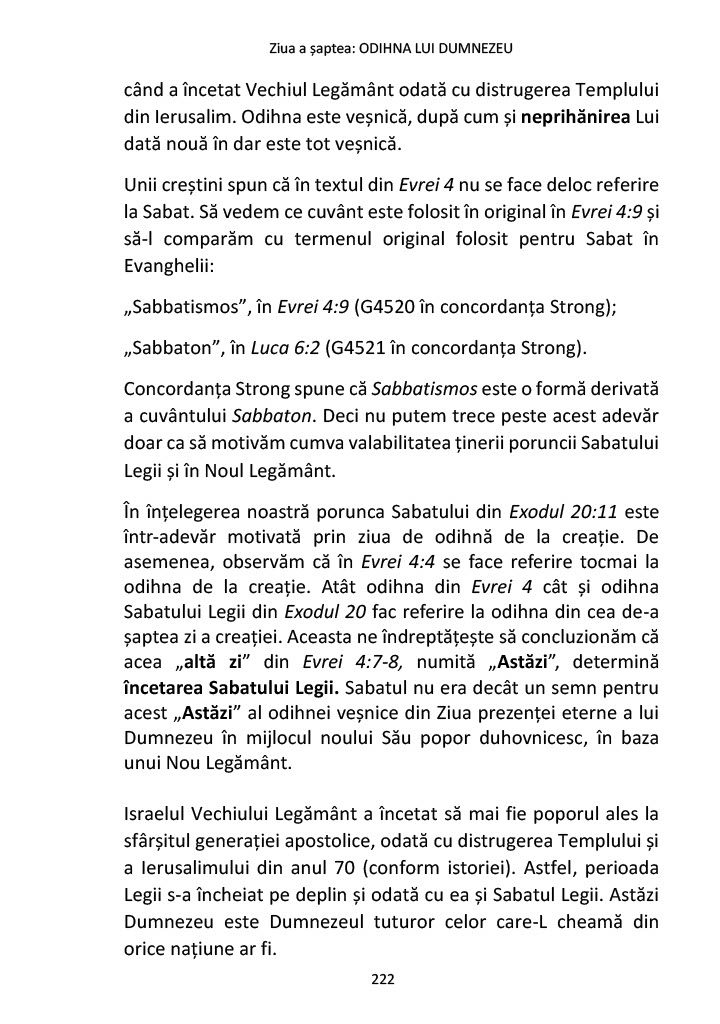 Ziua a șaptea: ODIHNA LUI DUMNEZEU
când a încetat Vechiul Legământ odată cu distrugerea Templului
din Ierusalim. Odihna este veșnică, după cum și neprihănirea Lui
dată nouă în dar este tot veșnică.
Unii creștini spun că în textul din Evrei 4 nu se face deloc referire
la Sabat. Să vedem ce cuvânt este folosit în original în Evrei 4:9 și
să-l comparăm cu termenul original folosit pentru Sabat în
Evanghelii:
„Sabbatismos”, în Evrei 4:9 (G4520 în concordanța Strong);
„Sabbaton”, în Luca 6:2 (G4521 în concordanța Strong).
Concordanța Strong spune că Sabbatismos este o formă derivată
a cuvântului Sabbaton. Deci nu putem trece peste acest adevăr
doar ca să motivăm cumva valabilitatea ținerii poruncii Sabatului
Legii și în Noul Legământ.
În înțelegerea noastră porunca Sabatului din Exodul 20:11 este
într-adevăr motivată prin ziua de odihnă de la creație. De
asemenea, observăm că în Evrei 4:4 se face referire tocmai la
odihna de la creație. Atât odihna din Evrei 4 cât și odihna
Sabatului Legii din Exodul 20 fac referire la odihna din cea de-a
șaptea zi a creației. Aceasta ne îndreptățește să concluzionăm că
acea „altă zi” din Evrei 4:7-8, numită „Astăzi”, determină
încetarea Sabatului Legii. Sabatul nu era decât un semn pentru
acest „Astăzi” al odihnei veșnice din Ziua prezenței eterne a lui
Dumnezeu în mijlocul noului Său popor duhovnicesc, în baza
unui Nou Legământ.
Israelul Vechiului Legământ a încetat să mai fie poporul ales la
sfârșitul generației apostolice, odată cu distrugerea Templului și
a Ierusalimului din anul 70 (conform istoriei). Astfel, perioada
Legii s-a încheiat pe deplin și odată cu ea și Sabatul Legii. Astăzi
Dumnezeu este Dumnezeul tuturor celor care-L cheamă din
orice națiune ar fi.
222